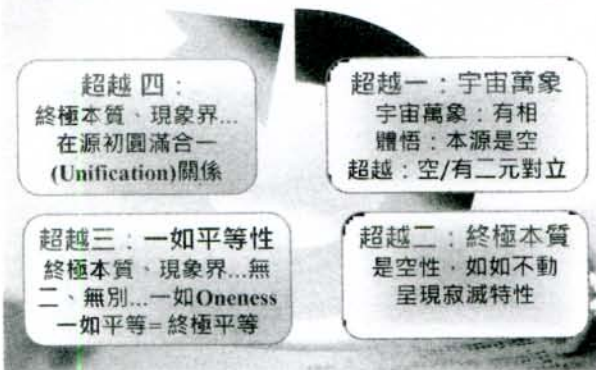 超越四：
終極本質、現象界...
在源初圓滿合一
(Unification)關係
超越一：宇宙萬象
宇宙萬象：有相
體悟：本源是空
超越：空/有二元對立
超越三：一如平等性
終極本質、現象界...無
二、無別...一如Oneness
一如平等=終極平等
超越二：終極本質
是空性，如如不動
呈現寂滅特性